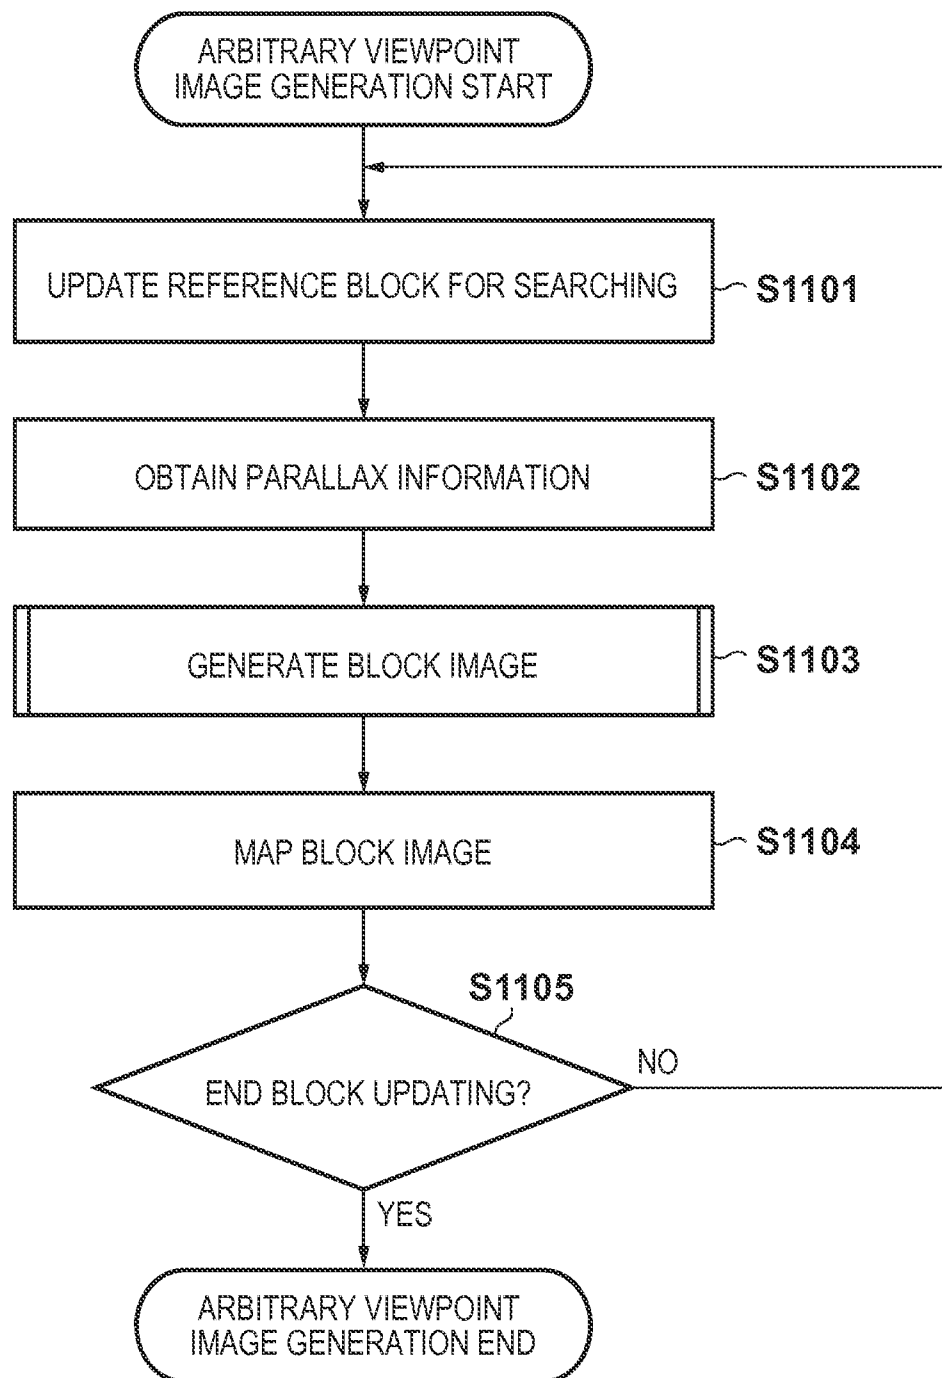 ARBITRARY VIEWPOINT
IMAGE GENERATION START
UPDATE REFERENCE BLOCK FOR SEARCHING
S1101
OBTAIN PARALLAX INFORMATION
S1102
GENERATE BLOCK IMAGE
S1103
MAP BLOCK IMAGE
S1104
S1105
END BLOCK UPDATING?
NO
YES
ARBITRARY VIEWPOINT
IMAGE GENERATION END